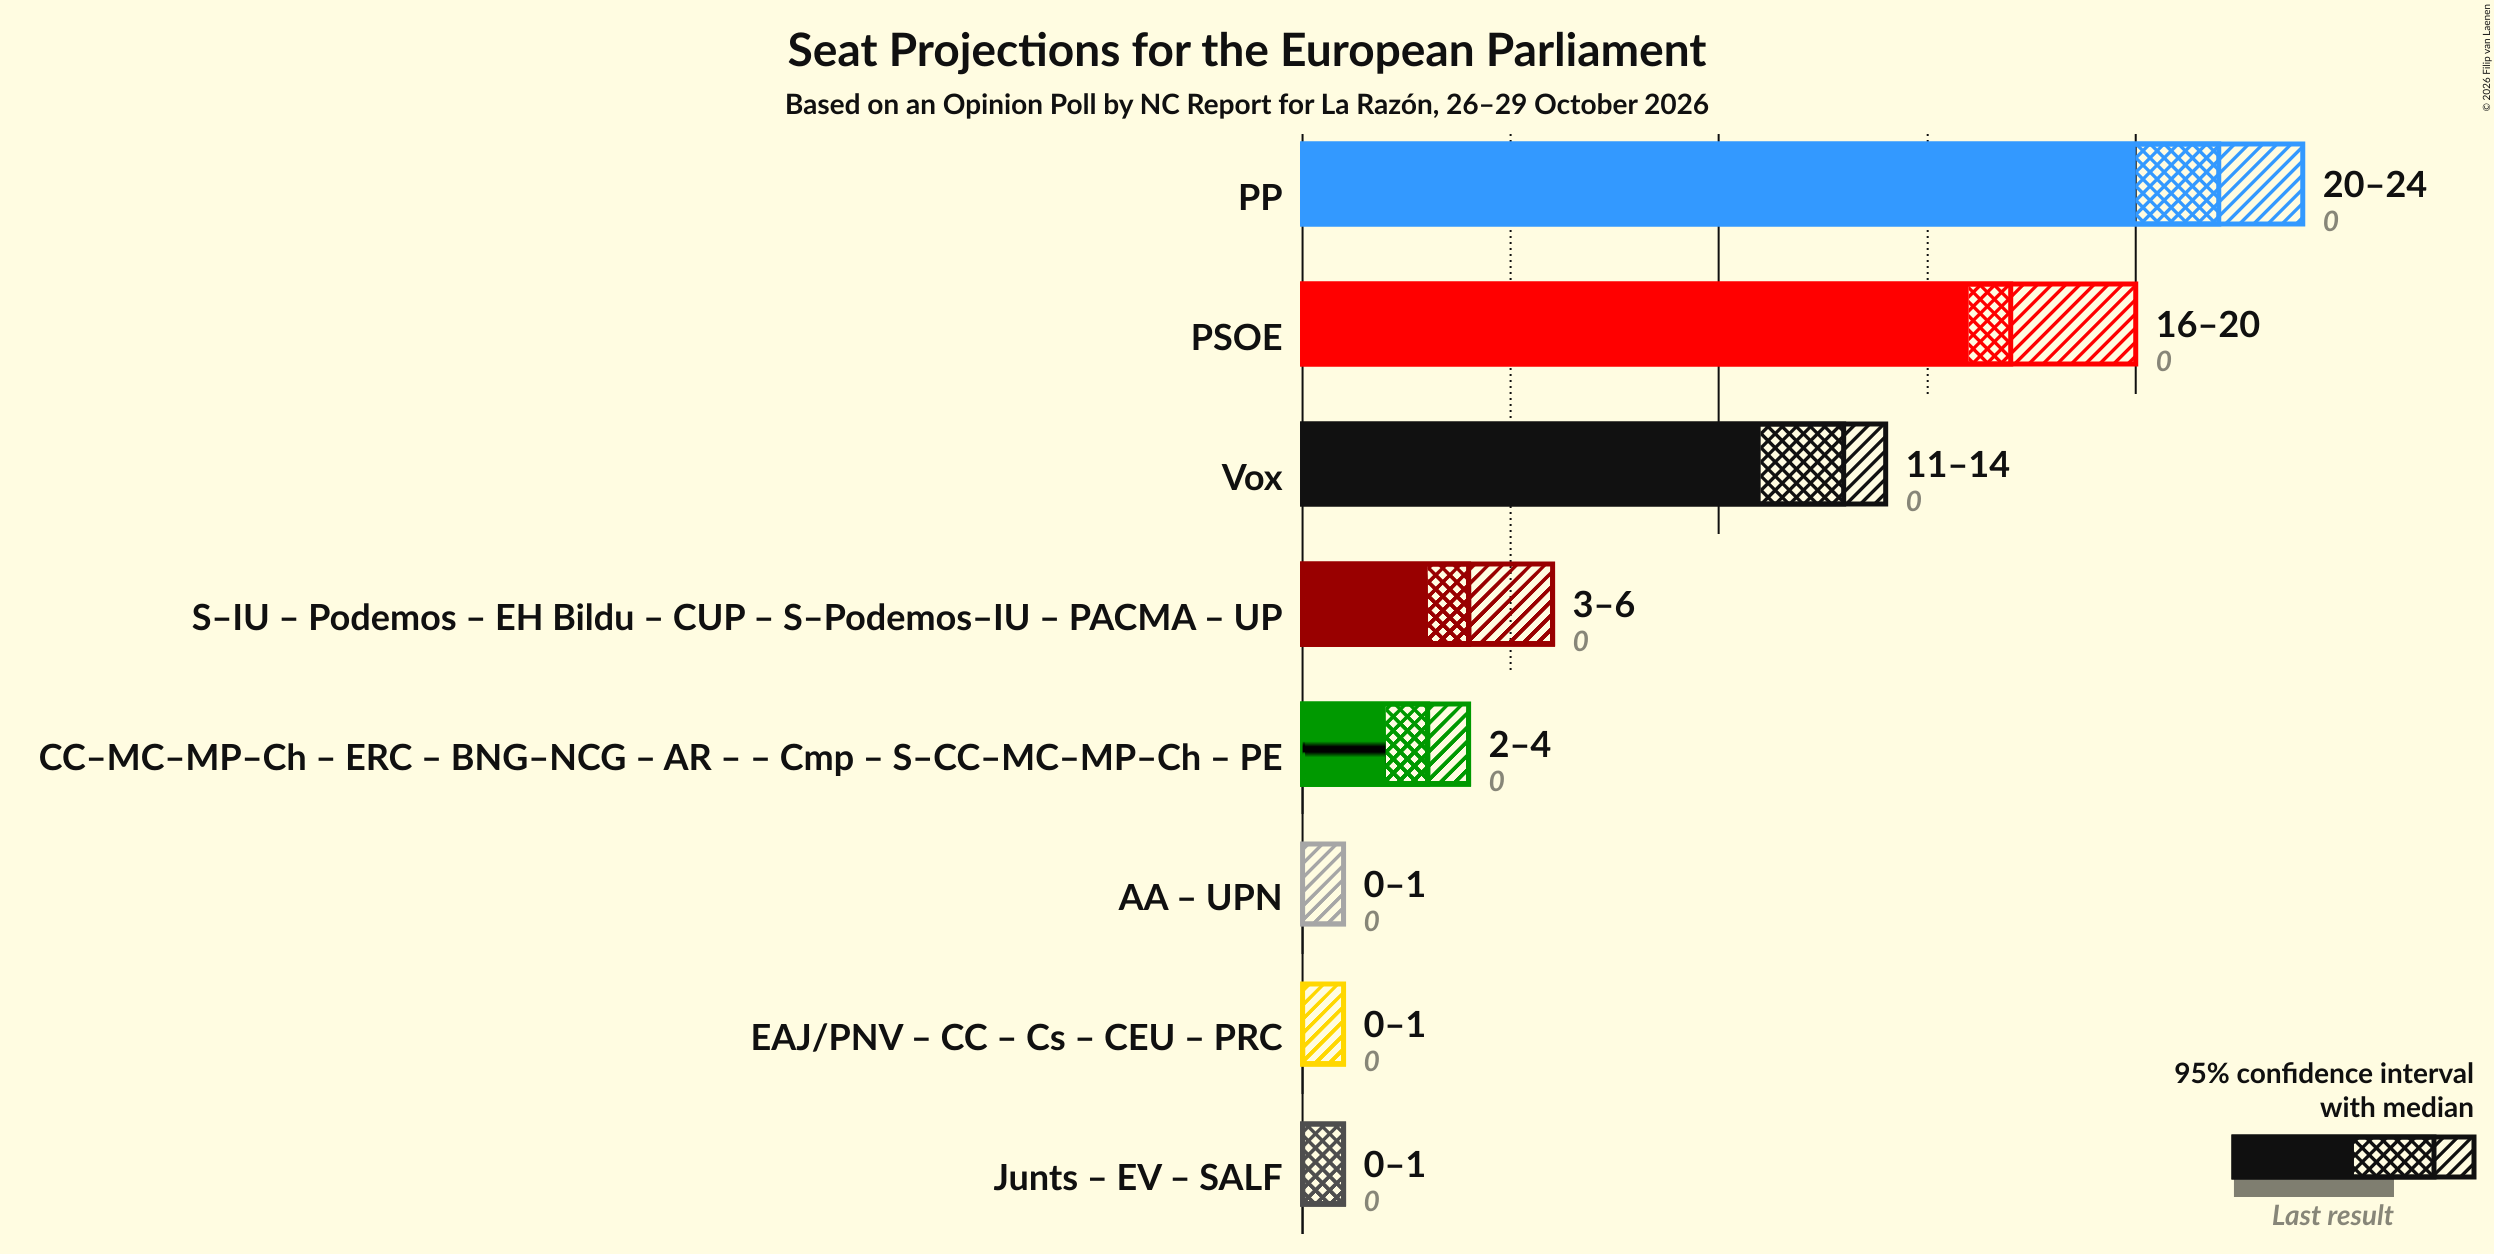 Seat Projections for the European Parliament
Based on an Opinion Poll by NC Report for La Razón, 26–29 October 2026
© 2026 Filip van Laenen
PP
20–24
0
PSOE
16–20
0
Vox
11–14
0
S–IU – Podemos – EH Bildu – CUP – S–Podemos–IU – PACMA – UP
3–6
0
CC–MC–MP–Ch – ERC – BNG–NCG – AR – – Cmp – S–CC–MC–MP–Ch – PE
2–4
0
AA – UPN
0–1
0
EAJ/PNV – CC – Cs – CEU – PRC
0–1
0
Junts – EV – SALF
0–1
0
95% confidence interval
with median
Last result